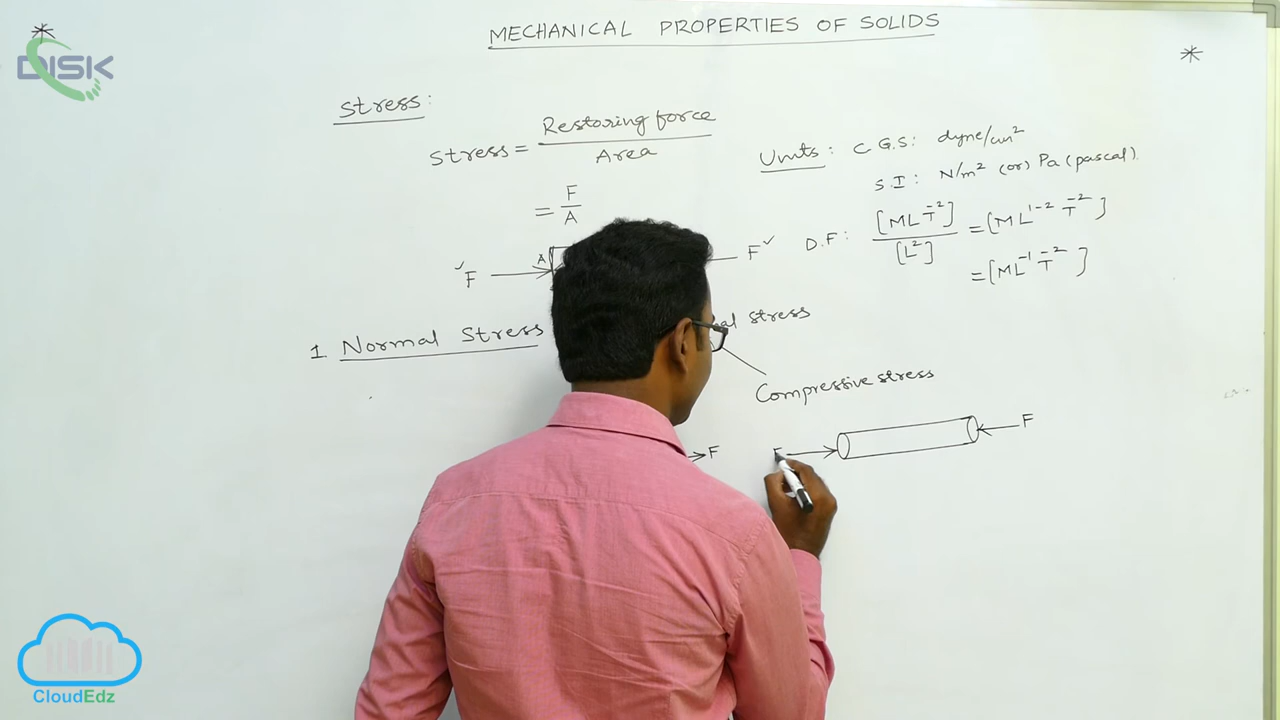 MECHANICAL PROPERTIES OF SOLIDS
*
*
DISK
Stress:
Stress = Restoring force / Area
= F/A
Units: C G.S: dyne/cm²
S.I: N/m² (or) Pa (pascal).
D.F: [MLT⁻²] / [L²] = [ML¹⁻² T⁻²]
= [ML⁻¹ T⁻²]
A
✓F
F✓
1. Normal Stress
stress
Compressive stress
F
F
F
CloudEdz